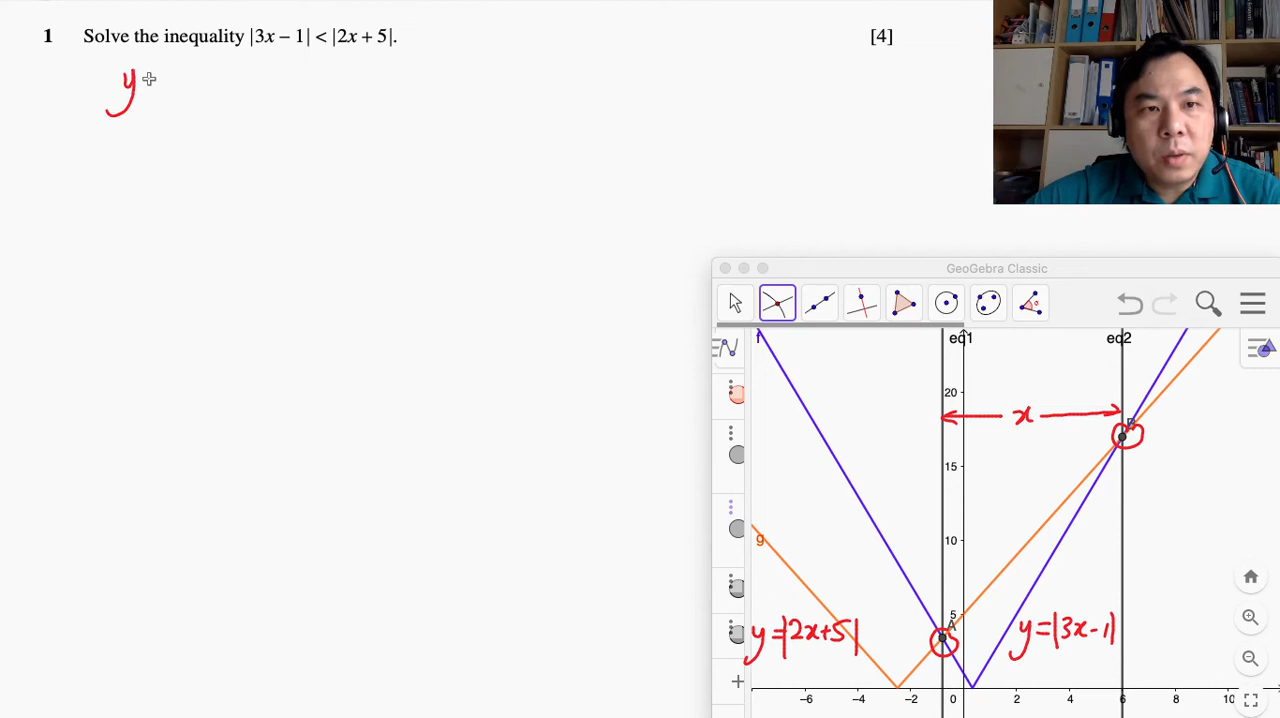 1 Solve the inequality |3x − 1| < |2x + 5|. [4]
y
GeoGebra Classic
f eq1 eq2
20
x
B
15
10
g
5
A
y=|2x+5| y=|3x-1|
−6 −4 −2 0 2 4 6 8 10